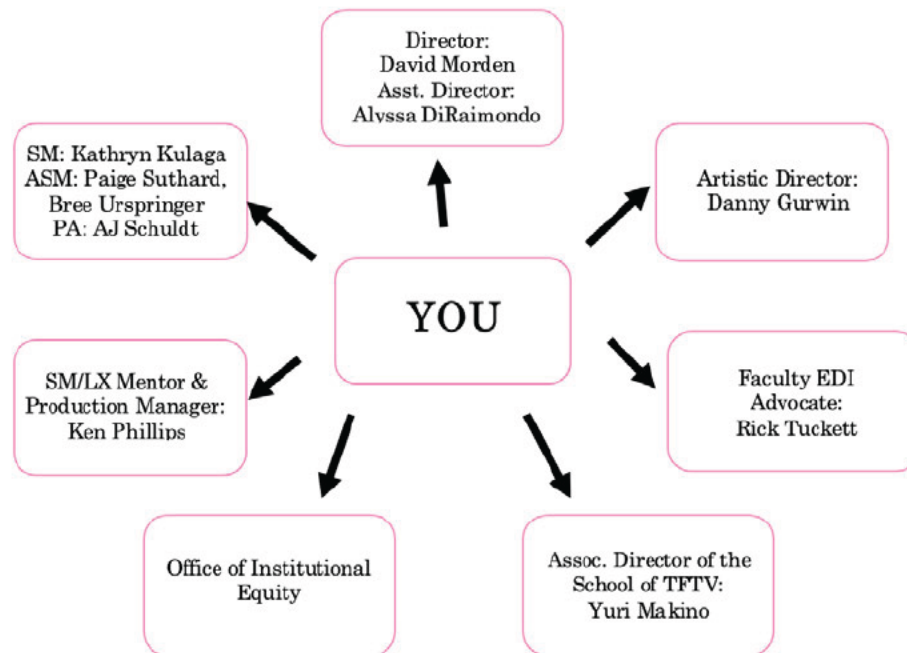 Director:
David Morden
Asst. Director:
Alyssa DiRaimondo
SM: Kathryn Kulaga
ASM: Paige Suthard,
Bree Urspringer
PA: AJ Schuldt
Artistic Director:
Danny Gurwin
YOU
SM/LX Mentor &
Production Manager:
Ken Phillips
Faculty EDI
Advocate:
Rick Tuckett
Office of Institutional
Equity
Assoc. Director of the
School of TFTV:
Yuri Makino